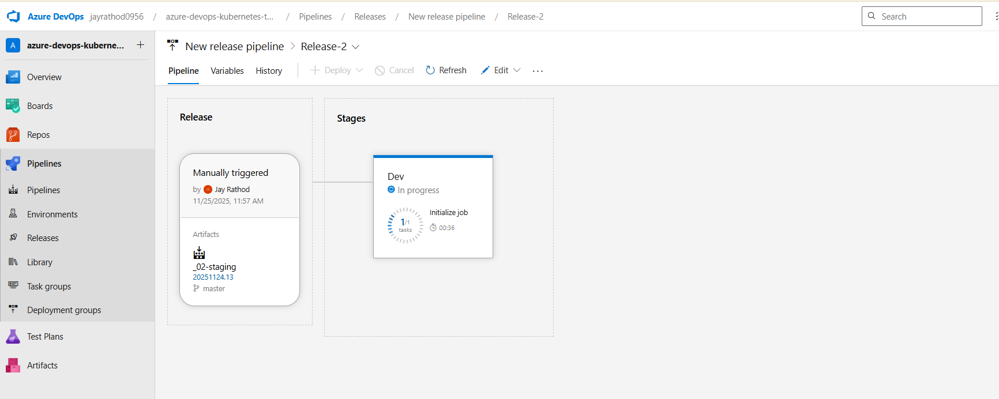 Azure DevOps jayrathod0956 / azure-devops-kubernetes-t... / Pipelines / Releases / New release pipeline / Release-2
Search
A azure-devops-kuberne... +
Overview
Boards
Repos
Pipelines
Pipelines
Environments
Releases
Library
Task groups
Deployment groups
Test Plans
Artifacts
New release pipeline > Release-2
Pipeline Variables History Deploy Cancel Refresh Edit ...
Release
Manually triggered
by Jay Rathod
11/25/2025, 11:57 AM
Artifacts
_02-staging
20251124.13
master
Stages
Dev
In progress
1/1
tasks
Initialize job
00:36